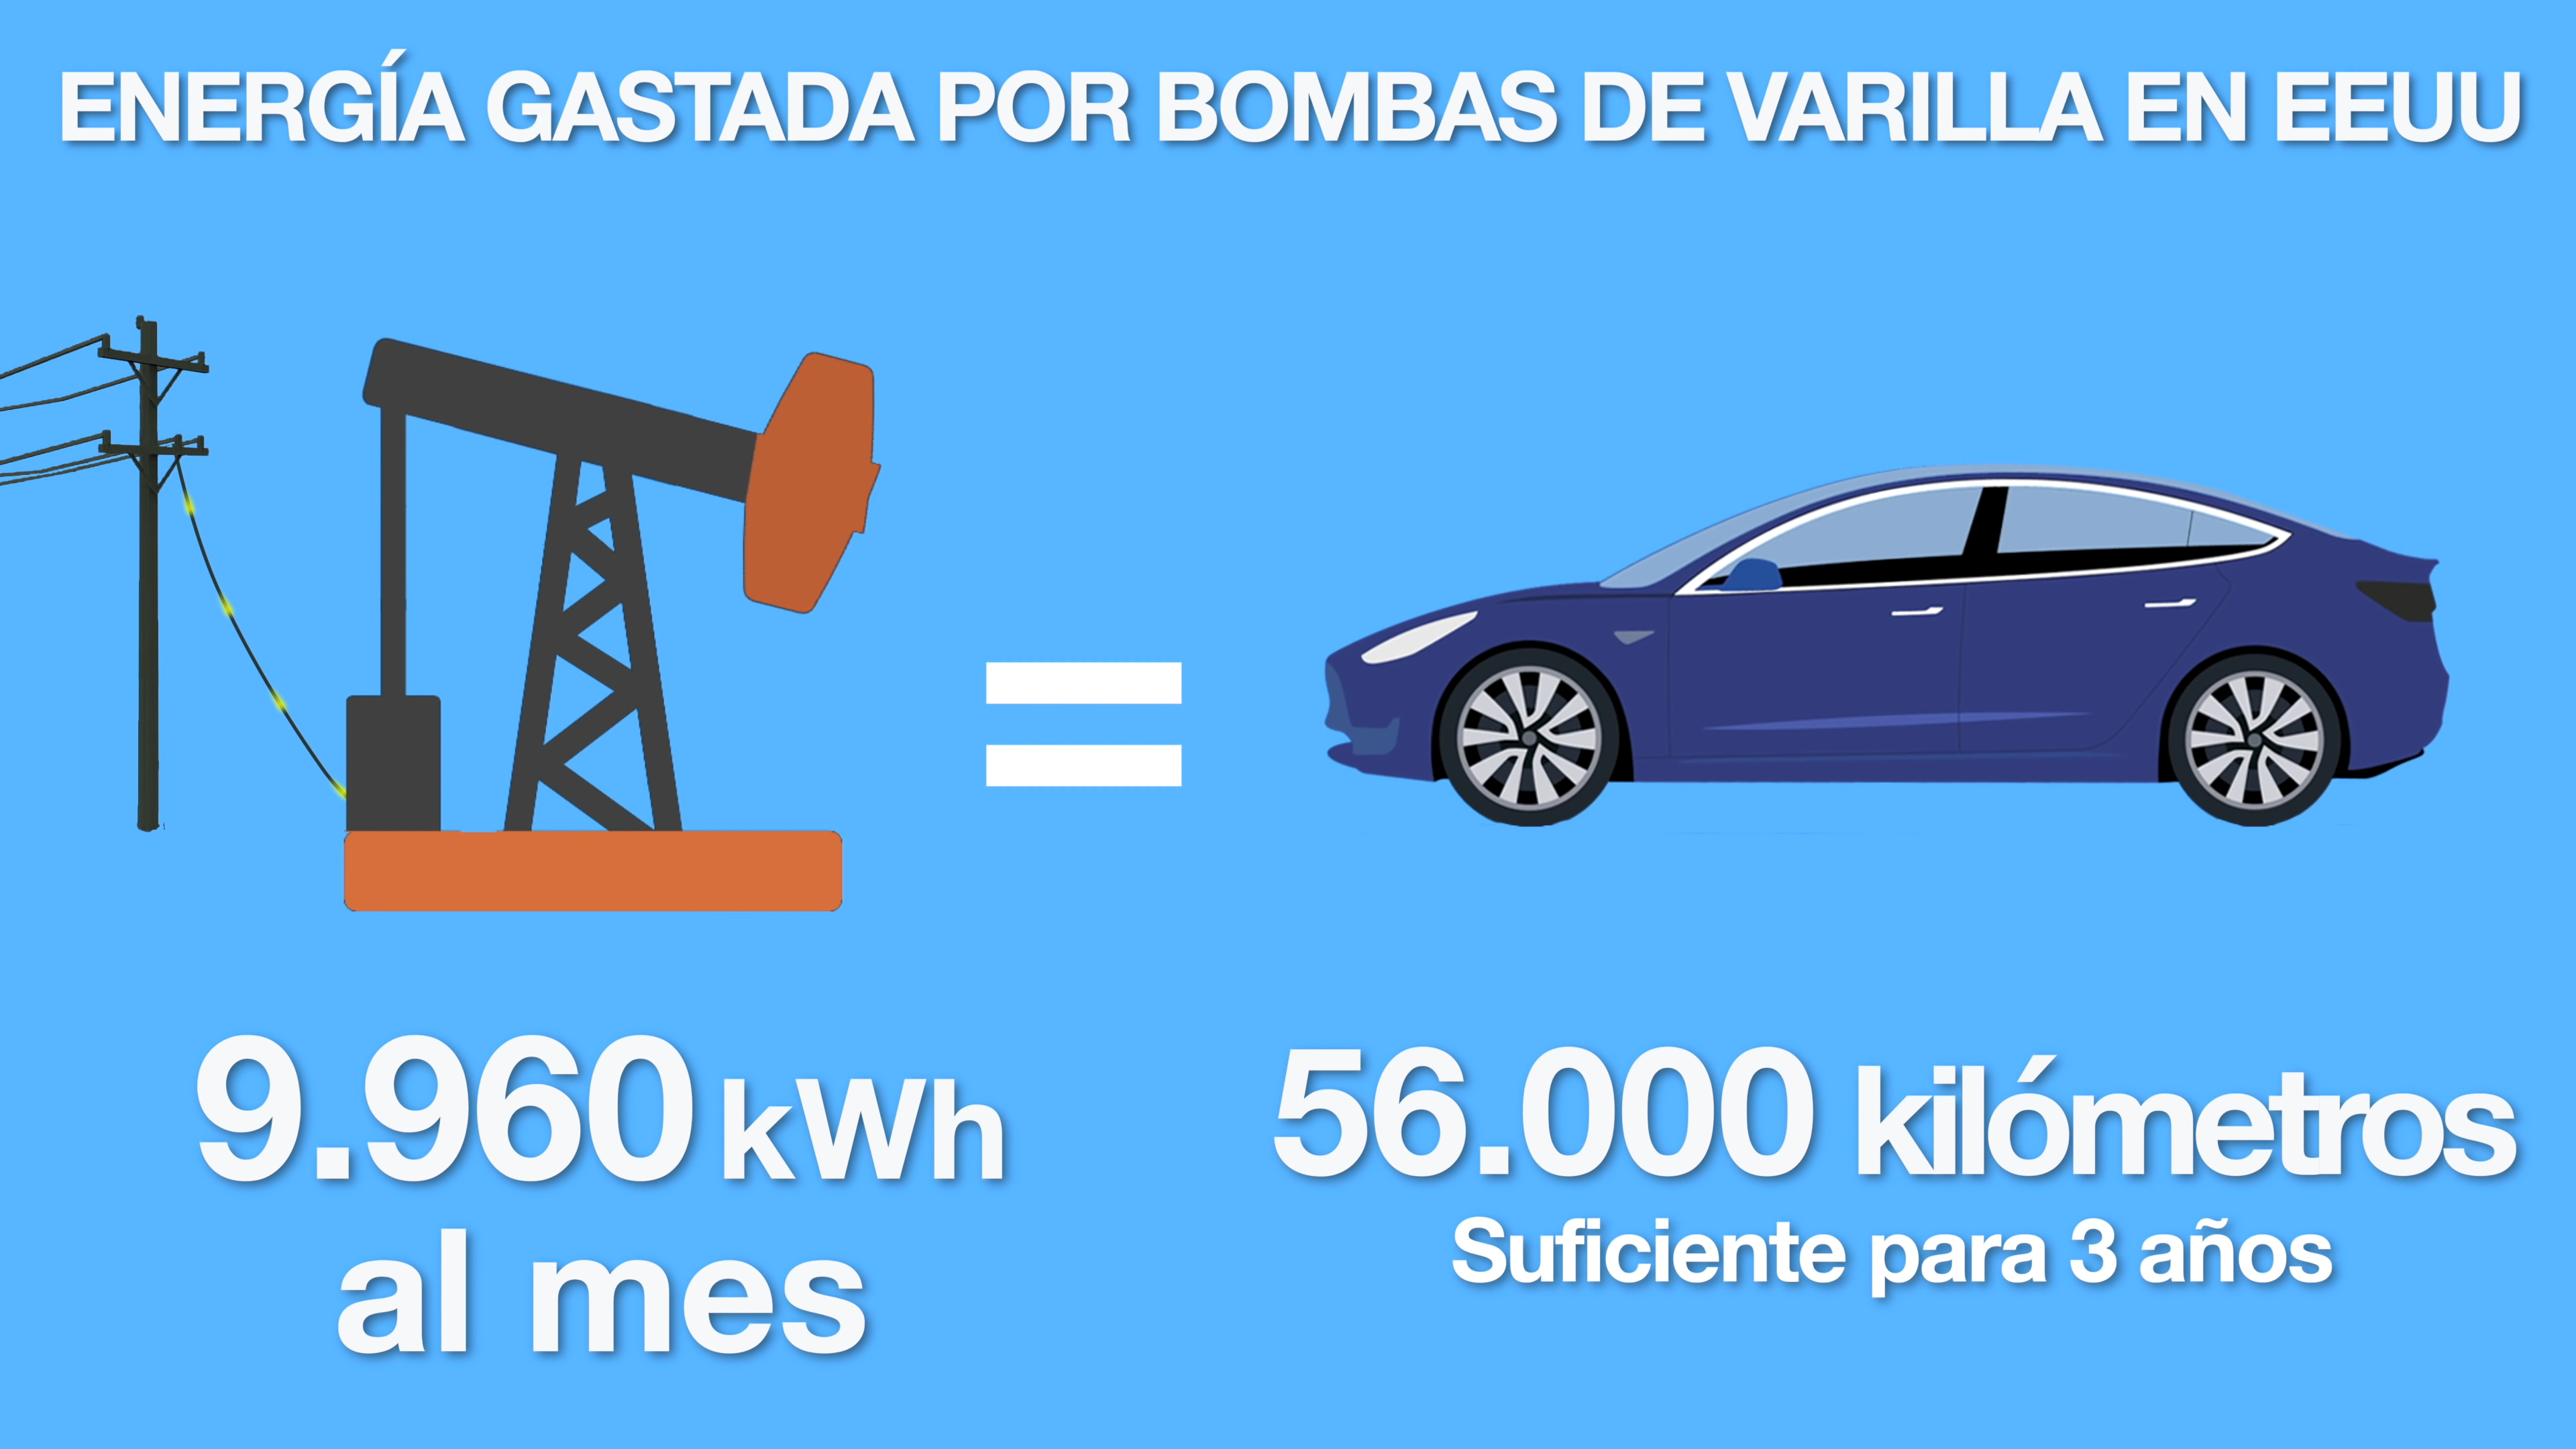 ENERGÍA GASTADA POR BOMBAS DE VARILLA EN EEUU
9.960 kWh
al mes
56.000 kilómetros
Suficiente para 3 años